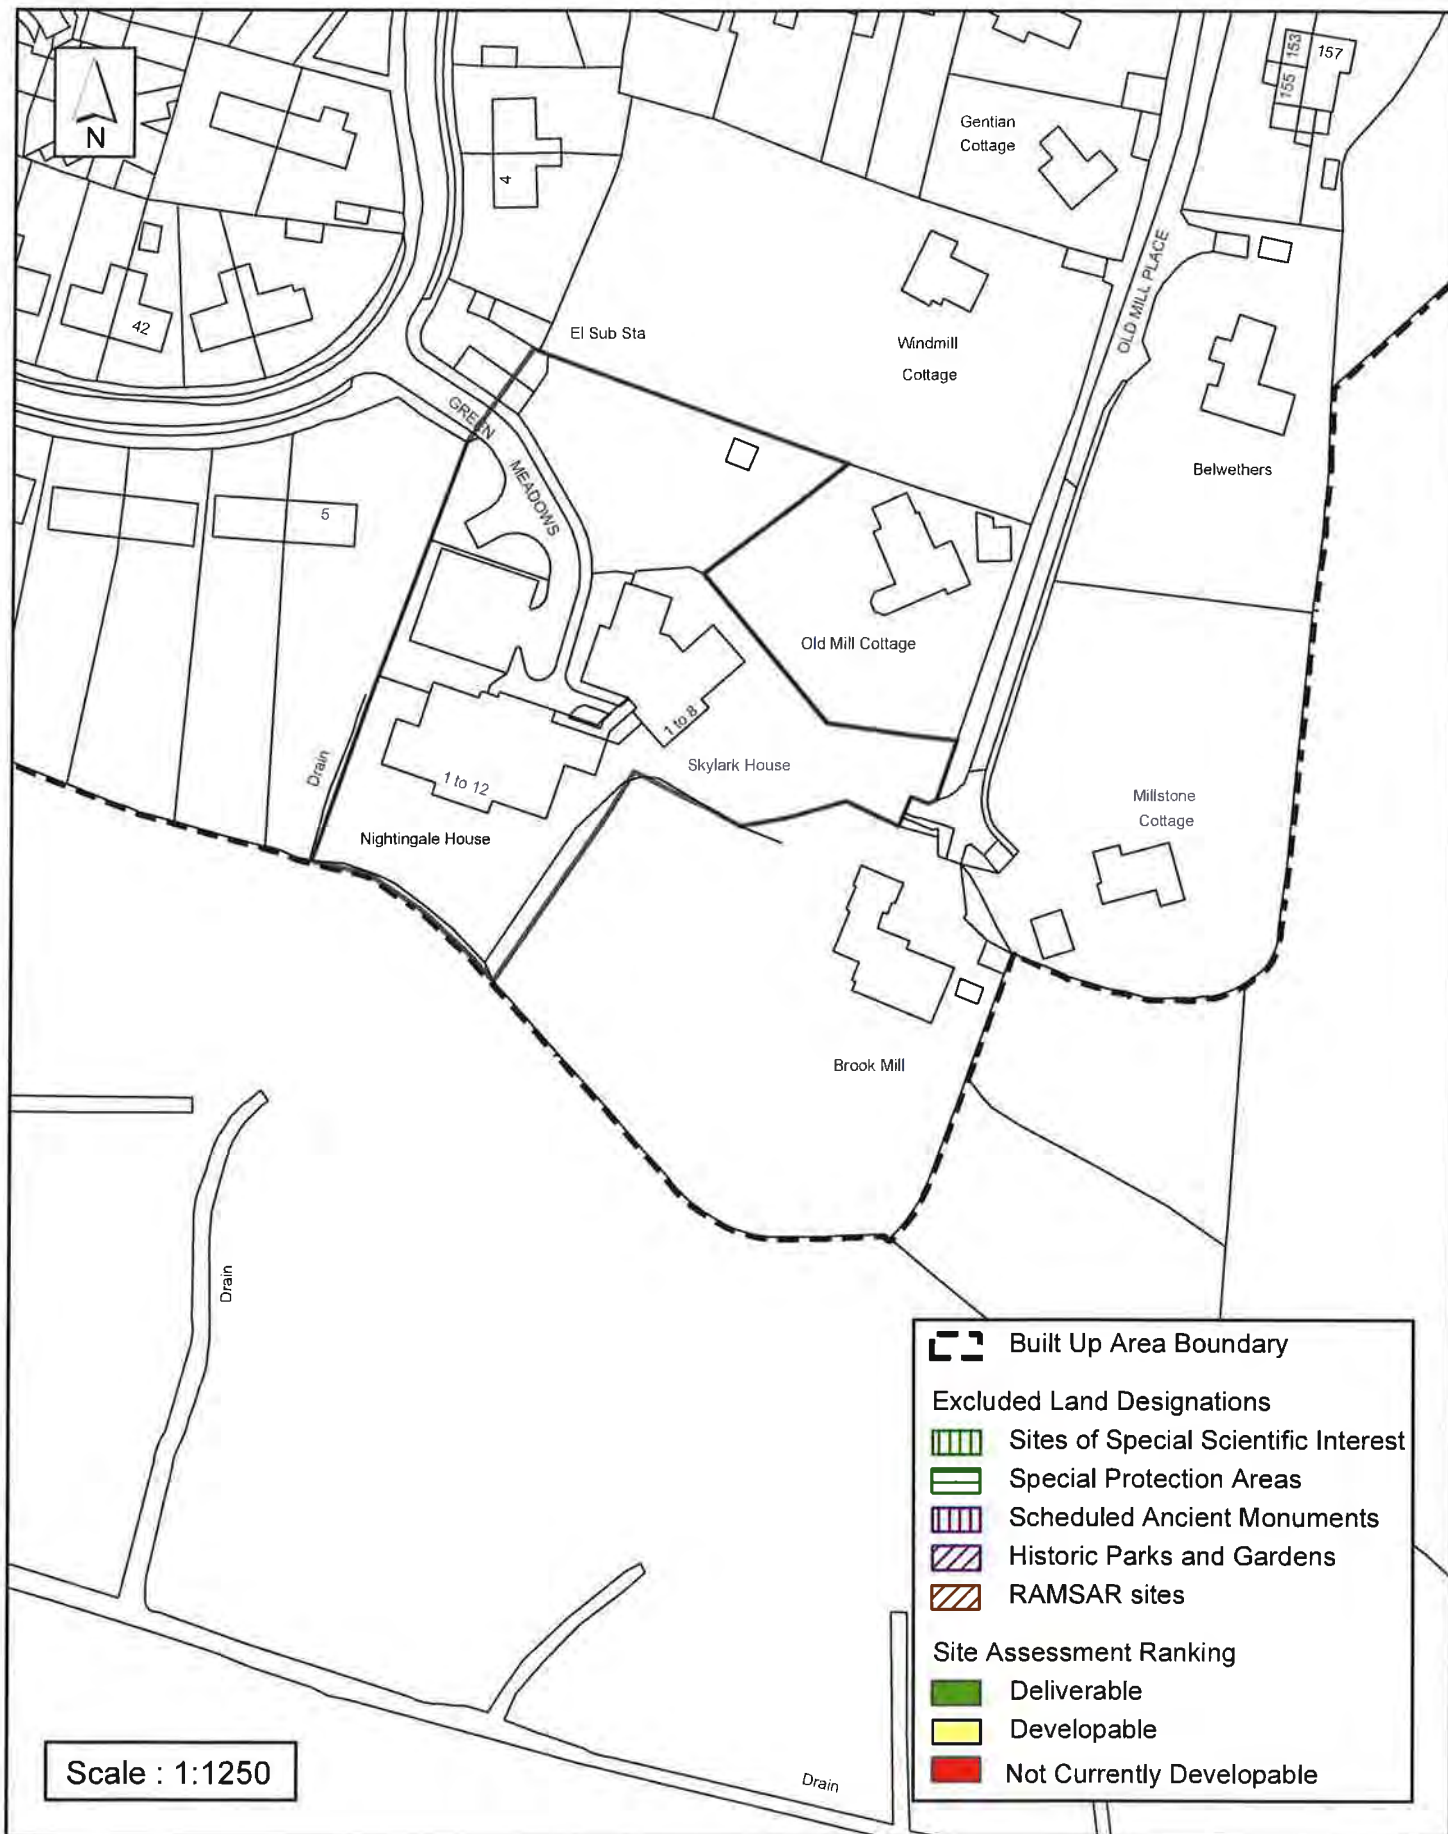 N
153
155
157
Gentian
Cottage
4
OLD MILL PLACE
42
El Sub Sta
Windmill
Cottage
GREEN
MEADOWS
Belwethers
5
Old Mill Cottage
1 to 8
Skylark House
Drain
1 to 12
Nightingale House
Millstone
Cottage
Brook Mill
Drain
Built Up Area Boundary
Excluded Land Designations
Sites of Special Scientific Interest
Special Protection Areas
Scheduled Ancient Monuments
Historic Parks and Gardens
RAMSAR sites
Site Assessment Ranking
Deliverable
Developable
Not Currently Developable
Scale : 1:1250
Drain